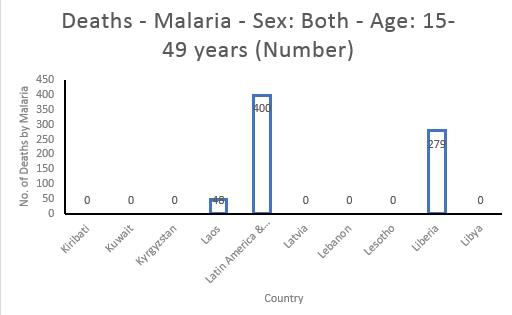 Deaths - Malaria - Sex: Both - Age: 15-
49 years (Number)
No. of Deaths by Malaria
450
400
350
300
250
200
150
100
50
0
0
0
0
48
400
0
0
0
279
0
Kiribati
Kuwait
Kyrgyzstan
Laos
Latin America &...
Latvia
Lebanon
Lesotho
Liberia
Libya
Country